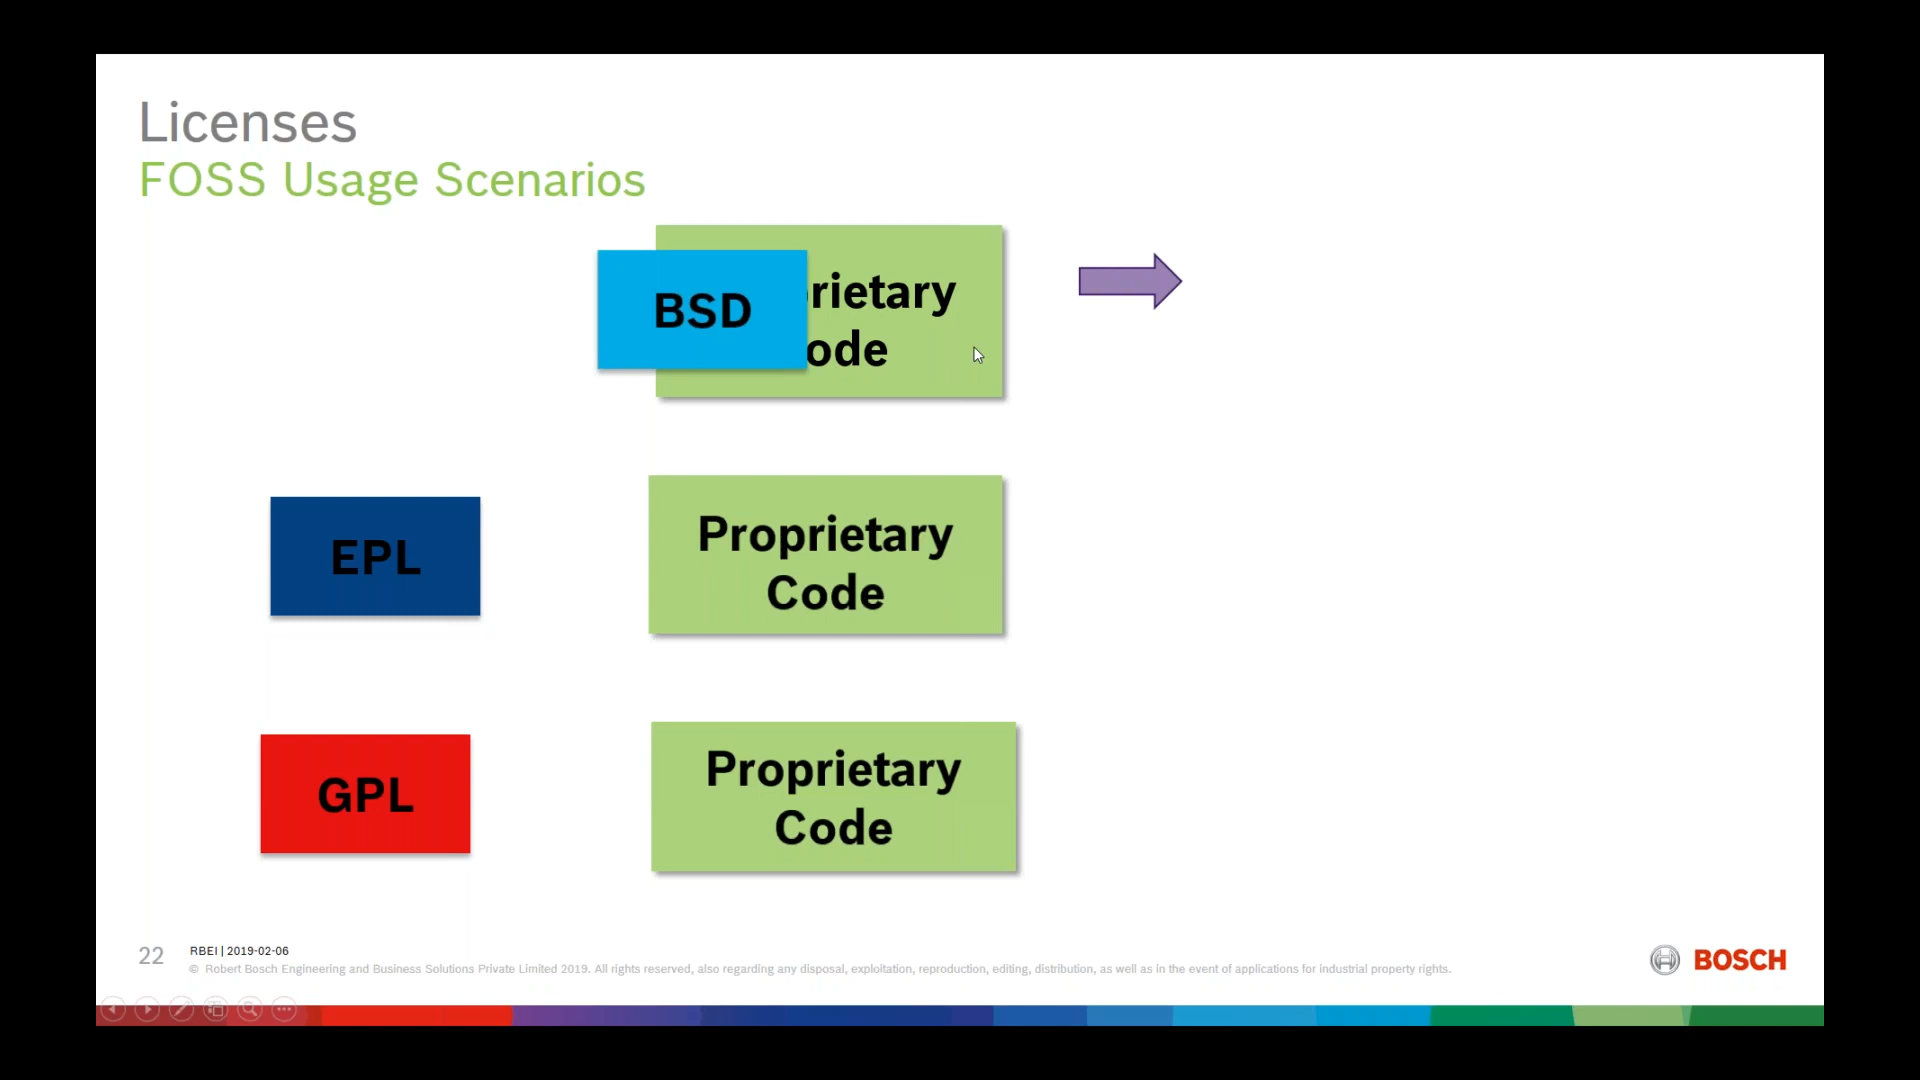 Licenses
FOSS Usage Scenarios
BSD
rietary
ode
EPL
Proprietary
Code
GPL
Proprietary
Code
22
RBEI | 2019-02-06
© Robert Bosch Engineering and Business Solutions Private Limited 2019. All rights reserved, also regarding any disposal, exploitation, reproduction, editing, distribution, as well as in the event of applications for industrial property rights.
BOSCH